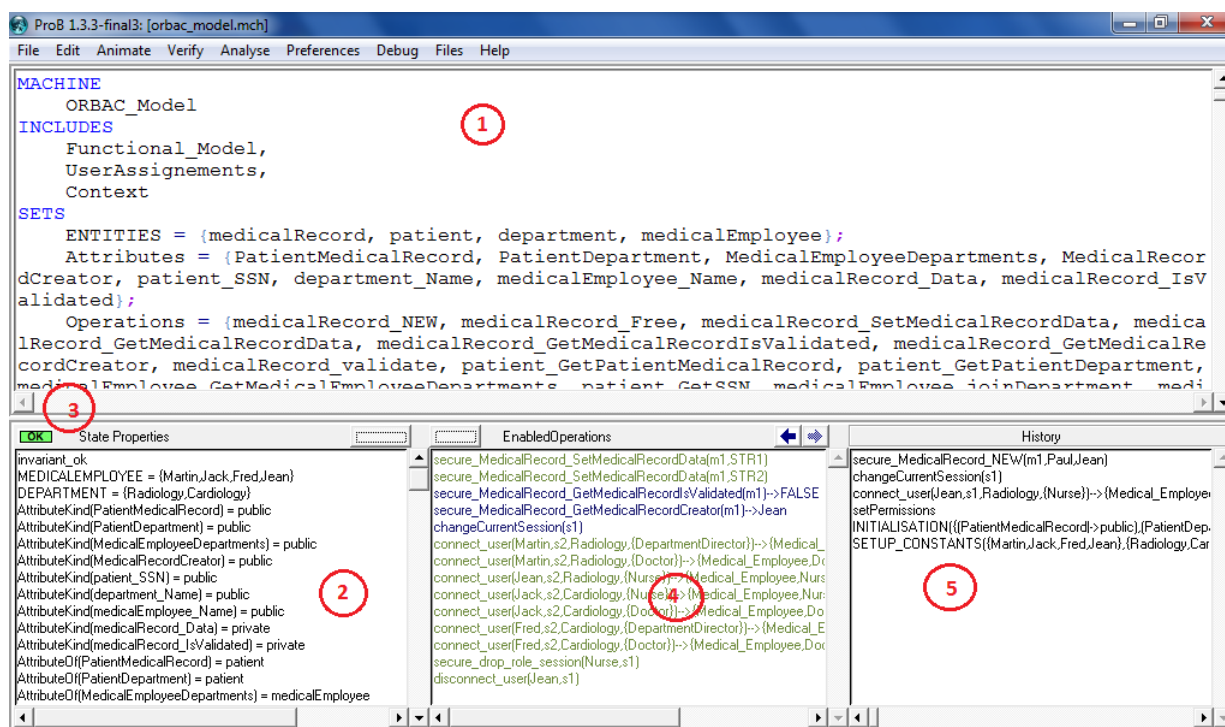 ProB 1.3.3-final3: [orbac_model.mch]
File Edit Animate Verify Analyse Preferences Debug Files Help
MACHINE
ORBAC_Model
1
INCLUDES
Functional_Model,
UserAssignements,
Context
SETS
ENTITIES = {medicalRecord, patient, department, medicalEmployee};
Attributes = {PatientMedicalRecord, PatientDepartment, MedicalEmployeeDepartments, MedicalRecor
dCreator, patient_SSN, department_Name, medicalEmployee_Name, medicalRecord_Data, medicalRecord_IsV
alidated};
Operations = {medicalRecord_NEW, medicalRecord_Free, medicalRecord_SetMedicalRecordData, medica
lRecord_GetMedicalRecordData, medicalRecord_GetMedicalRecordIsValidated, medicalRecord_GetMedicalRe
cordCreator, medicalRecord_validate, patient_GetPatientMedicalRecord, patient_GetPatientDepartment,
medicalEmployee_GetMedicalEmployeeDepartments, patient_GetSSN, medicalEmployee_joinDepartment, medi
3
OK State Properties
invariant_ok
MEDICALEMPLOYEE = {Martin,Jack,Fred,Jean}
DEPARTMENT = {Radiology,Cardiology}
AttributeKind(PatientMedicalRecord) = public
AttributeKind(PatientDepartment) = public
AttributeKind(MedicalEmployeeDepartments) = public
AttributeKind(MedicalRecordCreator) = public
AttributeKind(patient_SSN) = public
AttributeKind(department_Name) = public
AttributeKind(medicalEmployee_Name) = public
AttributeKind(medicalRecord_Data) = private
AttributeKind(medicalRecord_IsValidated) = private
AttributeOf(PatientMedicalRecord) = patient
AttributeOf(PatientDepartment) = patient
AttributeOf(MedicalEmployeeDepartments) = medicalEmployee
2
EnabledOperations
secure_MedicalRecord_SetMedicalRecordData(m1,STR1)
secure_MedicalRecord_SetMedicalRecordData(m1,STR2)
secure_MedicalRecord_GetMedicalRecordIsValidated(m1)-->FALSE
secure_MedicalRecord_GetMedicalRecordCreator(m1)-->Jean
changeCurrentSession(s1)
connect_user(Martin,s2,Radiology,{DepartmentDirector})-->{Medical_
connect_user(Martin,s2,Radiology,{Doctor})-->{Medical_Employee,Do
connect_user(Jean,s2,Radiology,{Nurse})-->{Medical_Employee,Nurs
connect_user(Jack,s2,Cardiology,{Nurse})-->{Medical_Employee,Nur
connect_user(Jack,s2,Cardiology,{Doctor})-->{Medical_Employee,Do
connect_user(Fred,s2,Cardiology,{DepartmentDirector})-->{Medical_E
connect_user(Fred,s2,Cardiology,{Doctor})-->{Medical_Employee,Doc
secure_drop_role_session(Nurse,s1)
disconnect_user(Jean,s1)
4
History
secure_MedicalRecord_NEW(m1,Paul,Jean)
changeCurrentSession(s1)
connect_user(Jean,s1,Radiology,{Nurse})-->{Medical_Employe
setPermissions
INITIALISATION({(PatientMedicalRecord|->public),(PatientDep
SETUP_CONSTANTS({Martin,Jack,Fred,Jean},{Radiology,Car
5